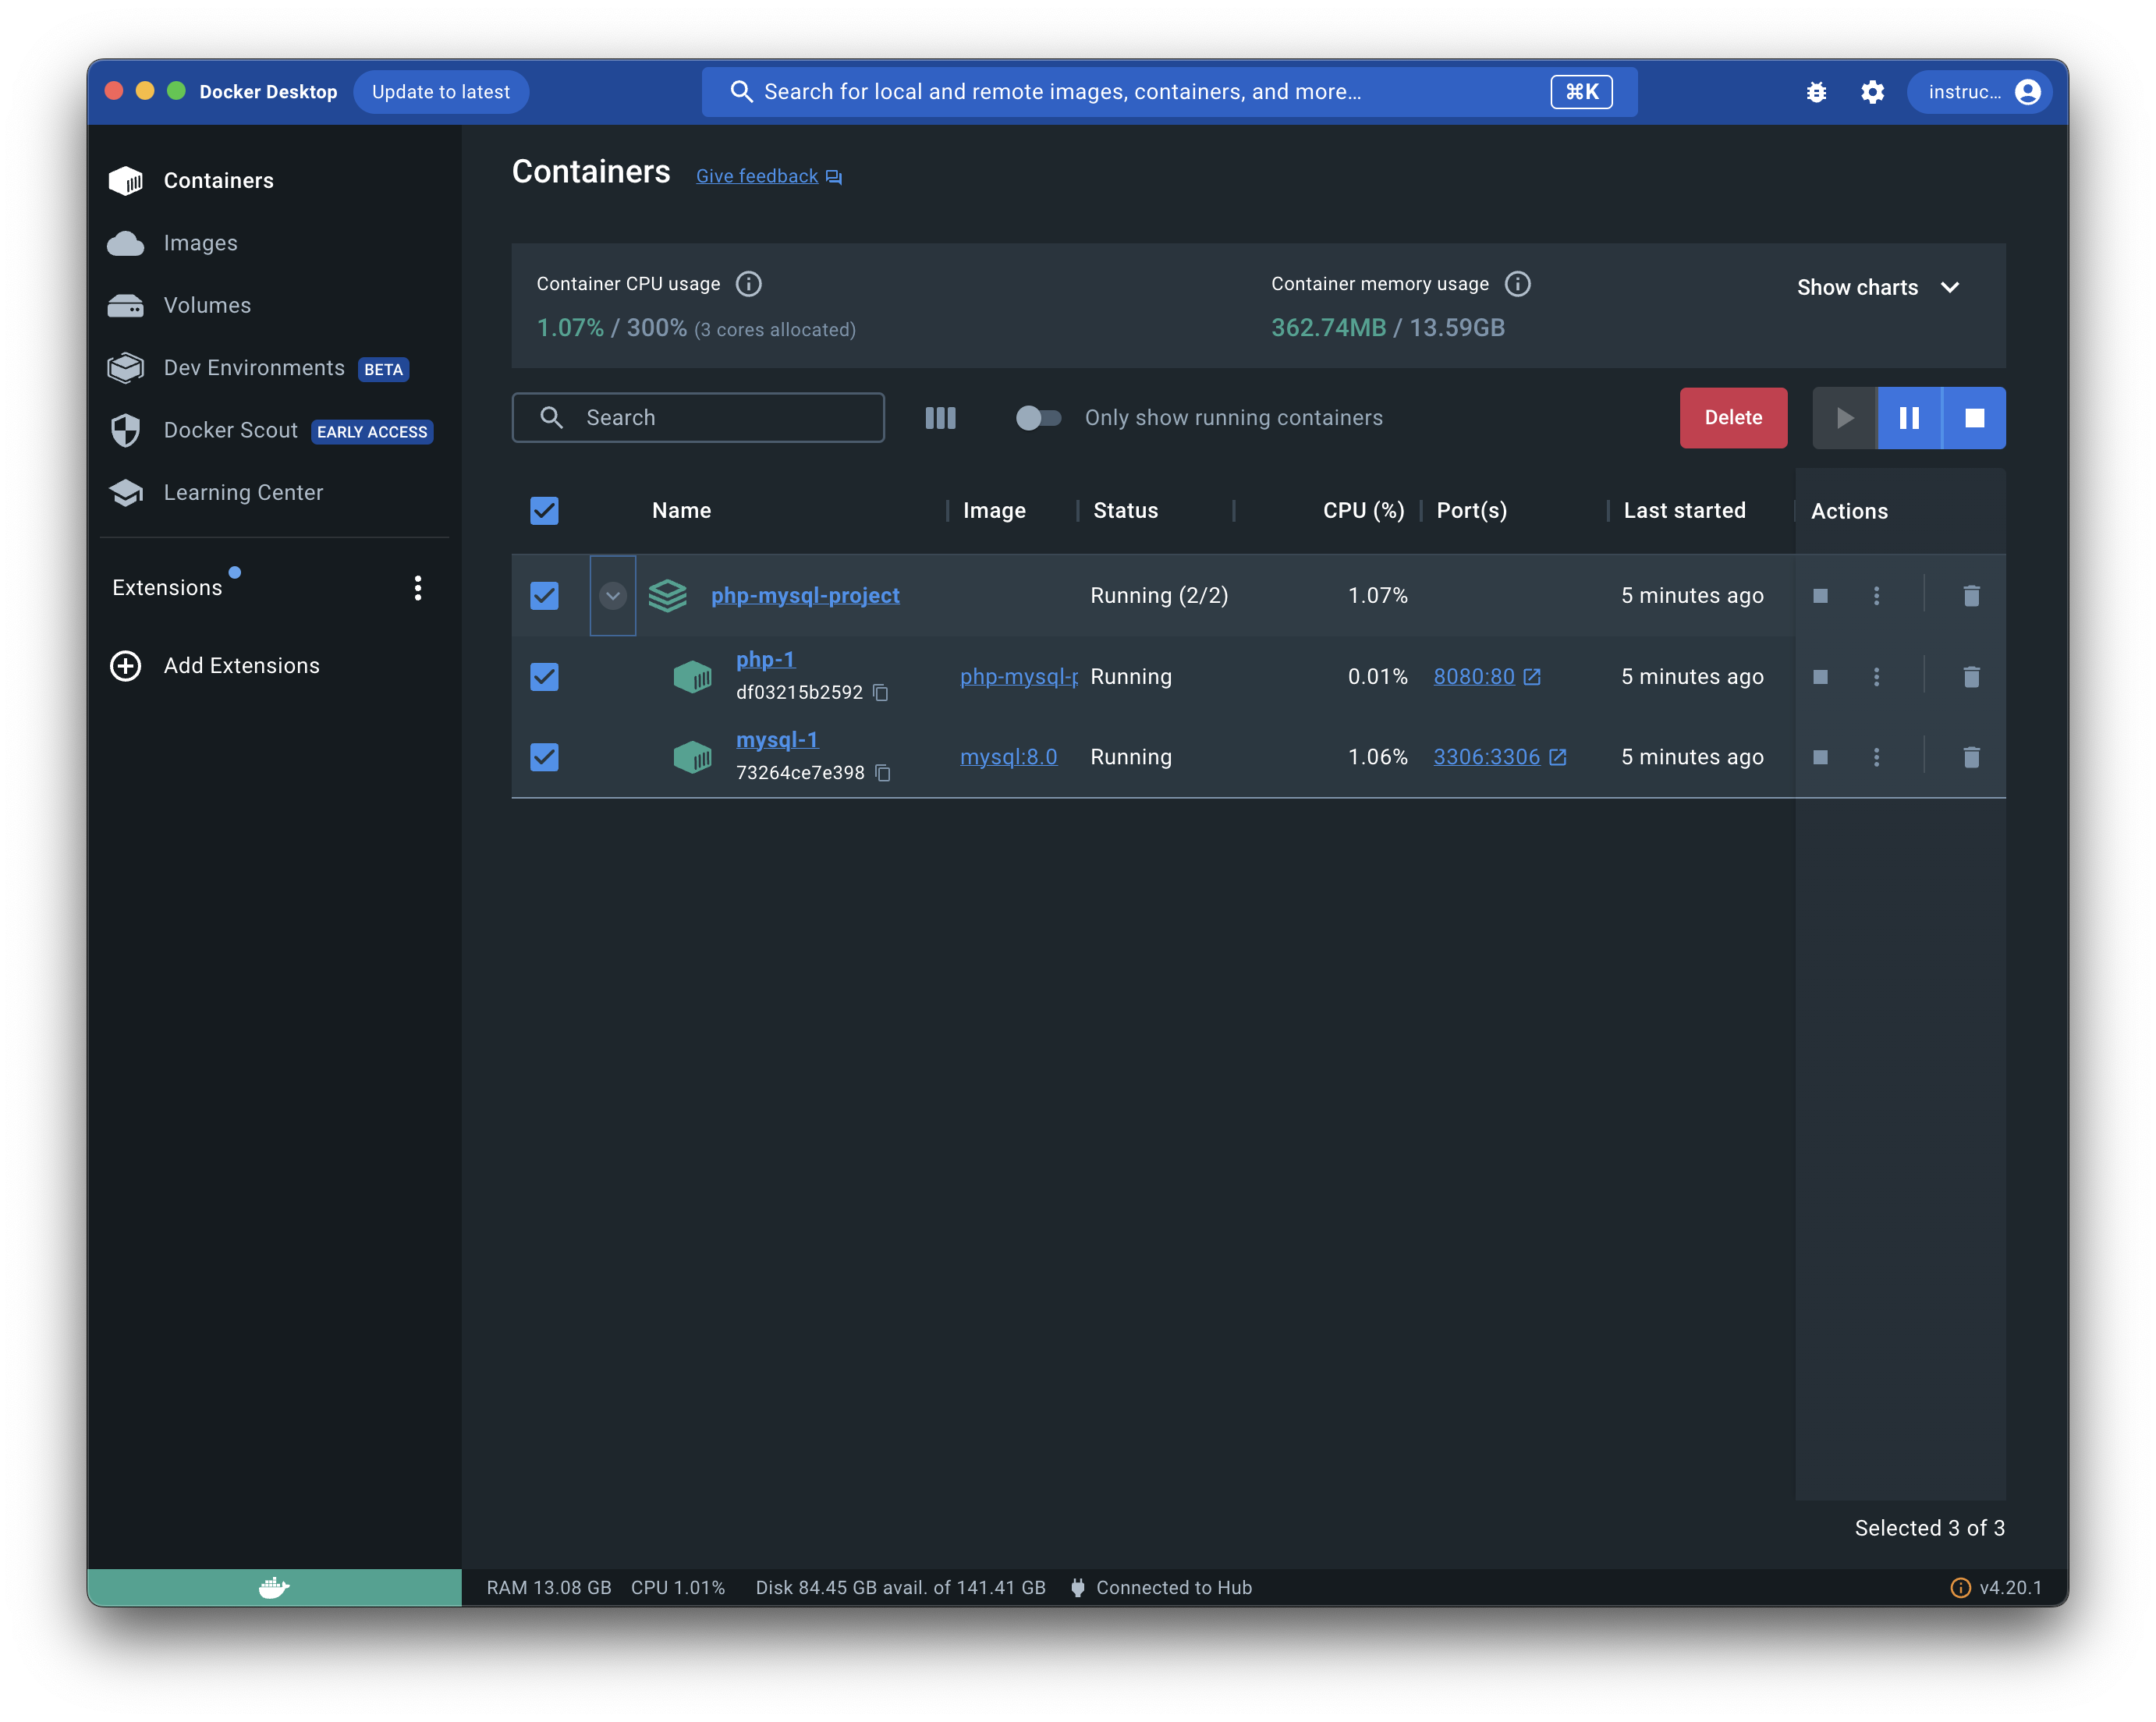 Docker Desktop Update to latest Search for local and remote images, containers, and more... ⌘K instruc...
Containers
Images
Volumes
Dev Environments BETA
Docker Scout EARLY ACCESS
Learning Center
Extensions
Add Extensions
Containers Give feedback
Container CPU usage
1.07% / 300% (3 cores allocated)
Container memory usage
362.74MB / 13.59GB
Show charts
Search Only show running containers Delete
Name Image Status CPU (%) Port(s) Last started Actions
php-mysql-project Running (2/2) 1.07% 5 minutes ago
php-1
df03215b2592
php-mysql-p Running 0.01% 8080:80 5 minutes ago
mysql-1
73264ce7e398
mysql:8.0 Running 1.06% 3306:3306 5 minutes ago
Selected 3 of 3
RAM 13.08 GB CPU 1.01% Disk 84.45 GB avail. of 141.41 GB Connected to Hub v4.20.1